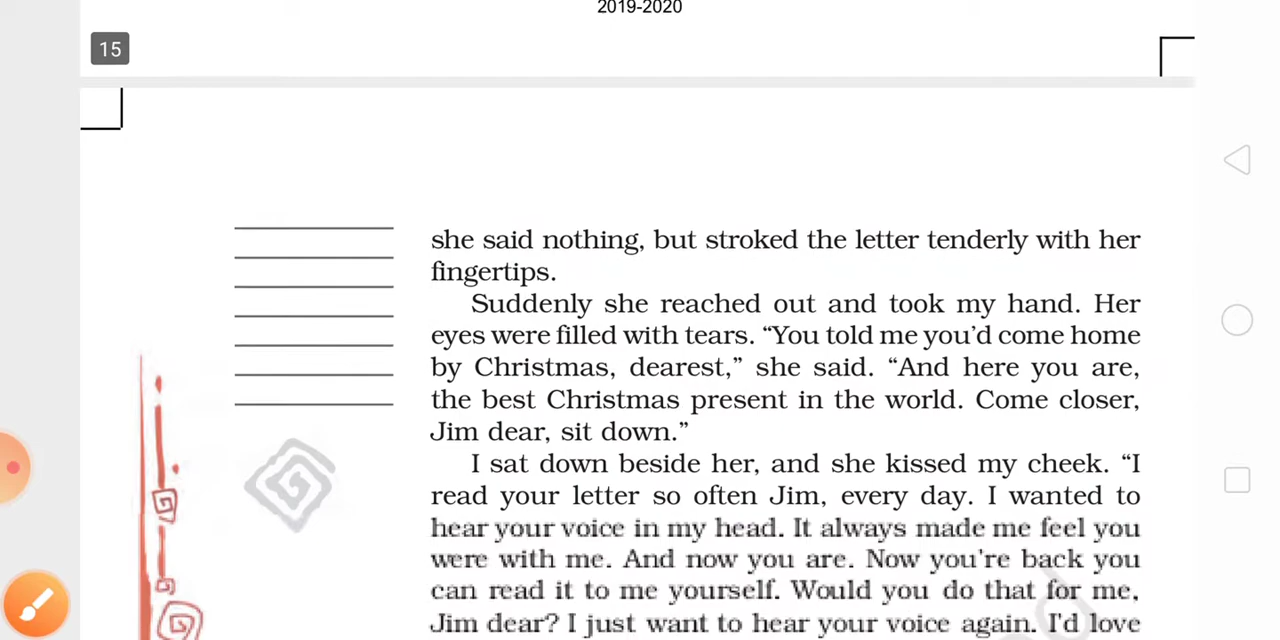 2019-2020
15
she said nothing, but stroked the letter tenderly with her
fingertips.
Suddenly she reached out and took my hand. Her
eyes were filled with tears. “You told me you’d come home
by Christmas, dearest,” she said. “And here you are,
the best Christmas present in the world. Come closer,
Jim dear, sit down.”
I sat down beside her, and she kissed my cheek. “I
read your letter so often Jim, every day. I wanted to
hear your voice in my head. It always made me feel you
were with me. And now you are. Now you're back you
can read it to me yourself. Would you do that for me,
Jim dear? I just want to hear your voice again. I'd love